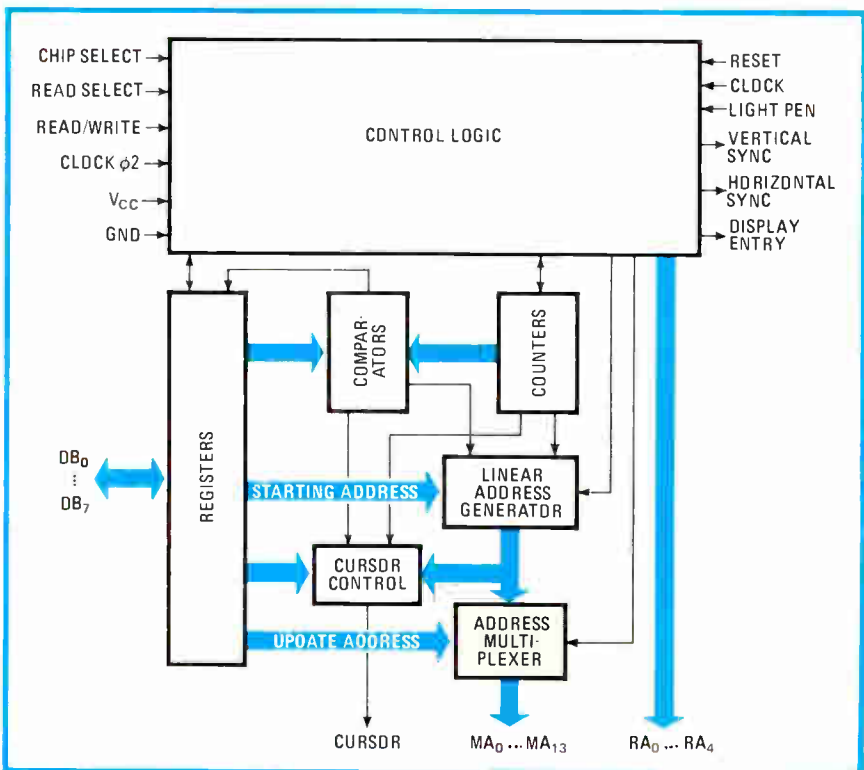 CHIP SELECT
READ SELECT
READ/WRITE
CLOCK φ2
VCC
GND
CONTROL LOGIC
RESET
CLOCK
LIGHT PEN
VERTICAL
SYNC
HORIZONTAL
SYNC
DISPLAY
ENTRY
REGISTERS
COMPAR-
ATORS
COUNTERS
DB0
⋮
DB7
STARTING ADDRESS
LINEAR
ADDRESS
GENERATOR
CURSOR
CONTROL
UPDATE ADDRESS
ADDRESS
MULTI-
PLEXER
CURSOR
MA0 ... MA13
RA0 ... RA4